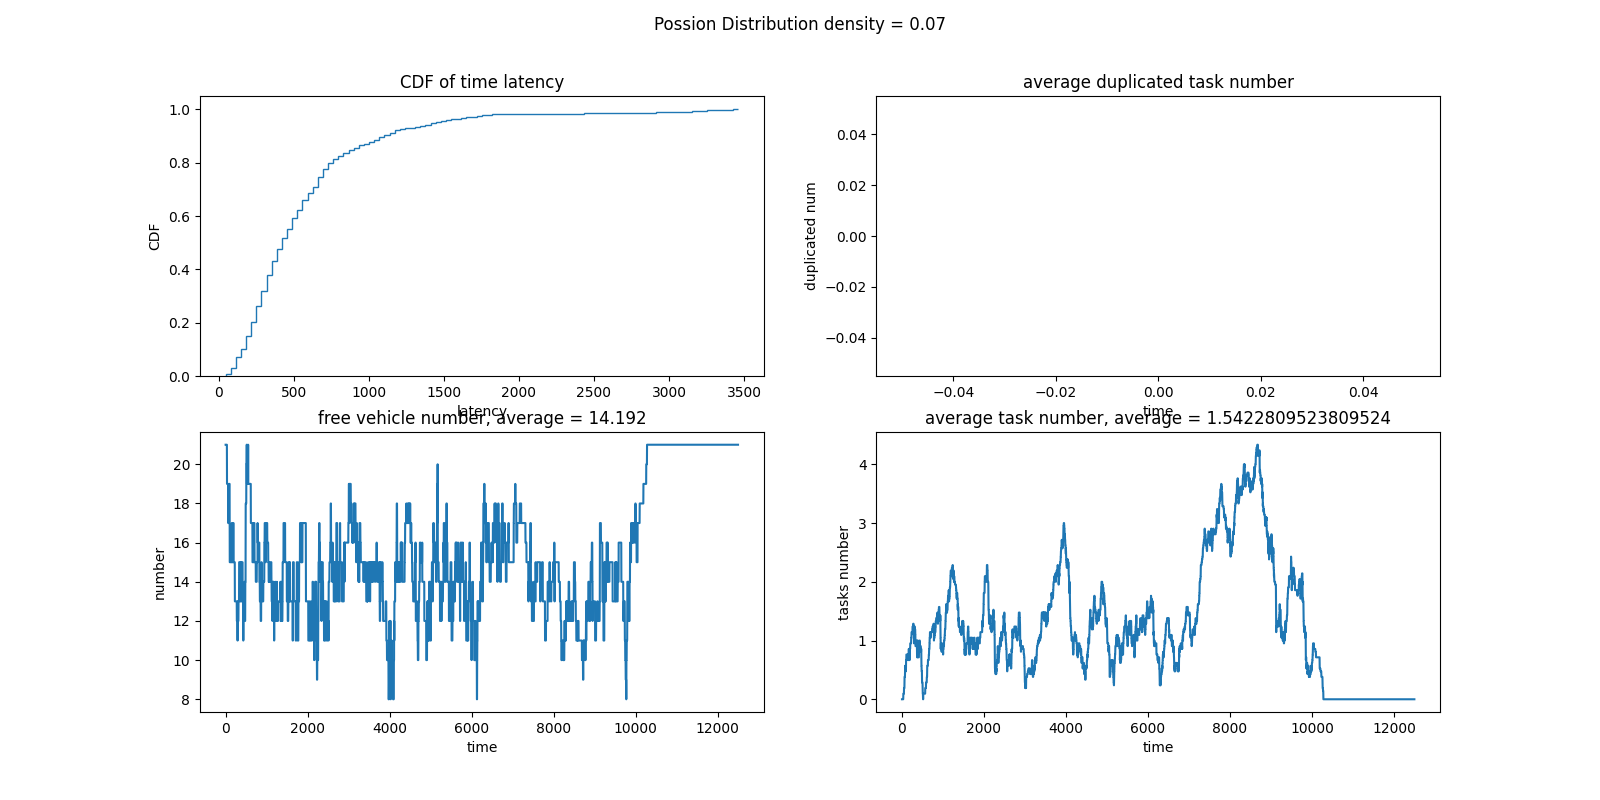 Possion Distribution density = 0.07
CDF of time latency
1.0
0.8
0.6
0.4
0.2
0.0
CDF
0 500 1000 1500 2000 2500 3000 3500
latency
average duplicated task number
0.04
0.02
0.00
−0.02
−0.04
duplicated num
−0.04 −0.02 0.00 0.02 0.04
time
free vehicle number, average = 14.192
20
18
16
14
12
10
8
number
0 2000 4000 6000 8000 10000 12000
time
average task number, average = 1.5422809523809524
4
3
2
1
0
tasks number
0 2000 4000 6000 8000 10000 12000
time